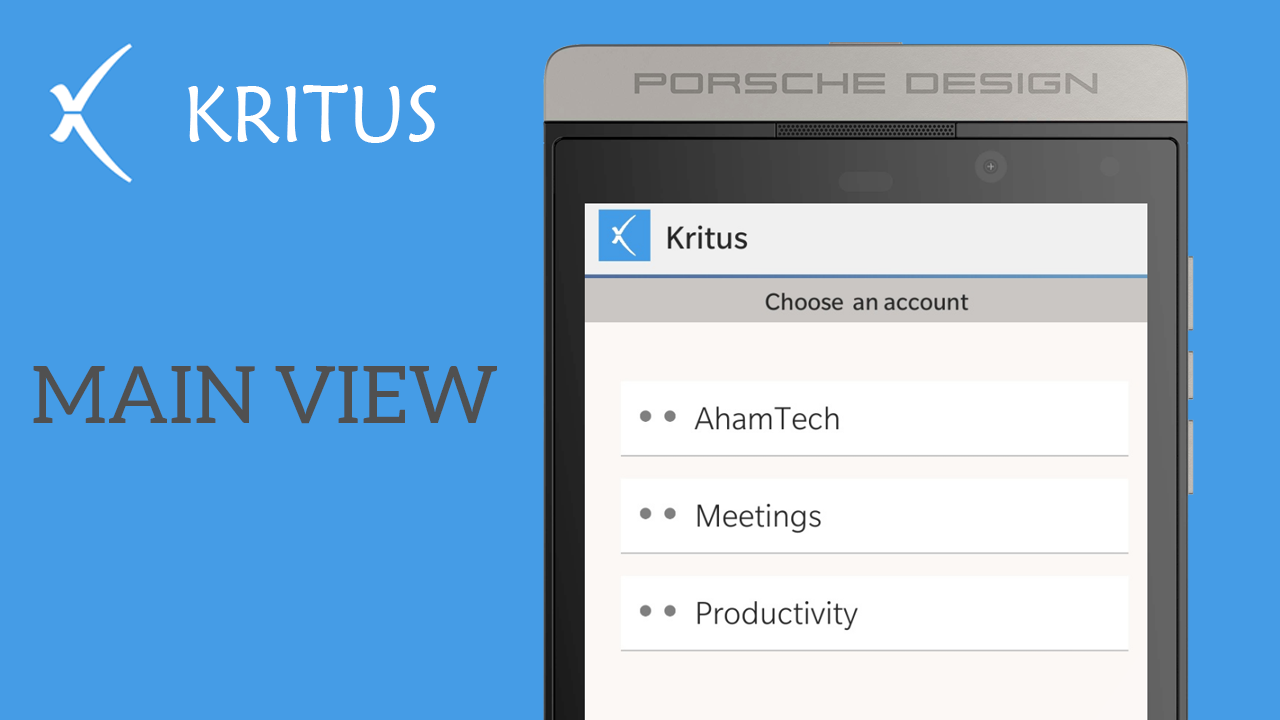 KRITUS
MAIN VIEW
PORSCHE DESIGN
Kritus
Choose an account
AhamTech
Meetings
Productivity